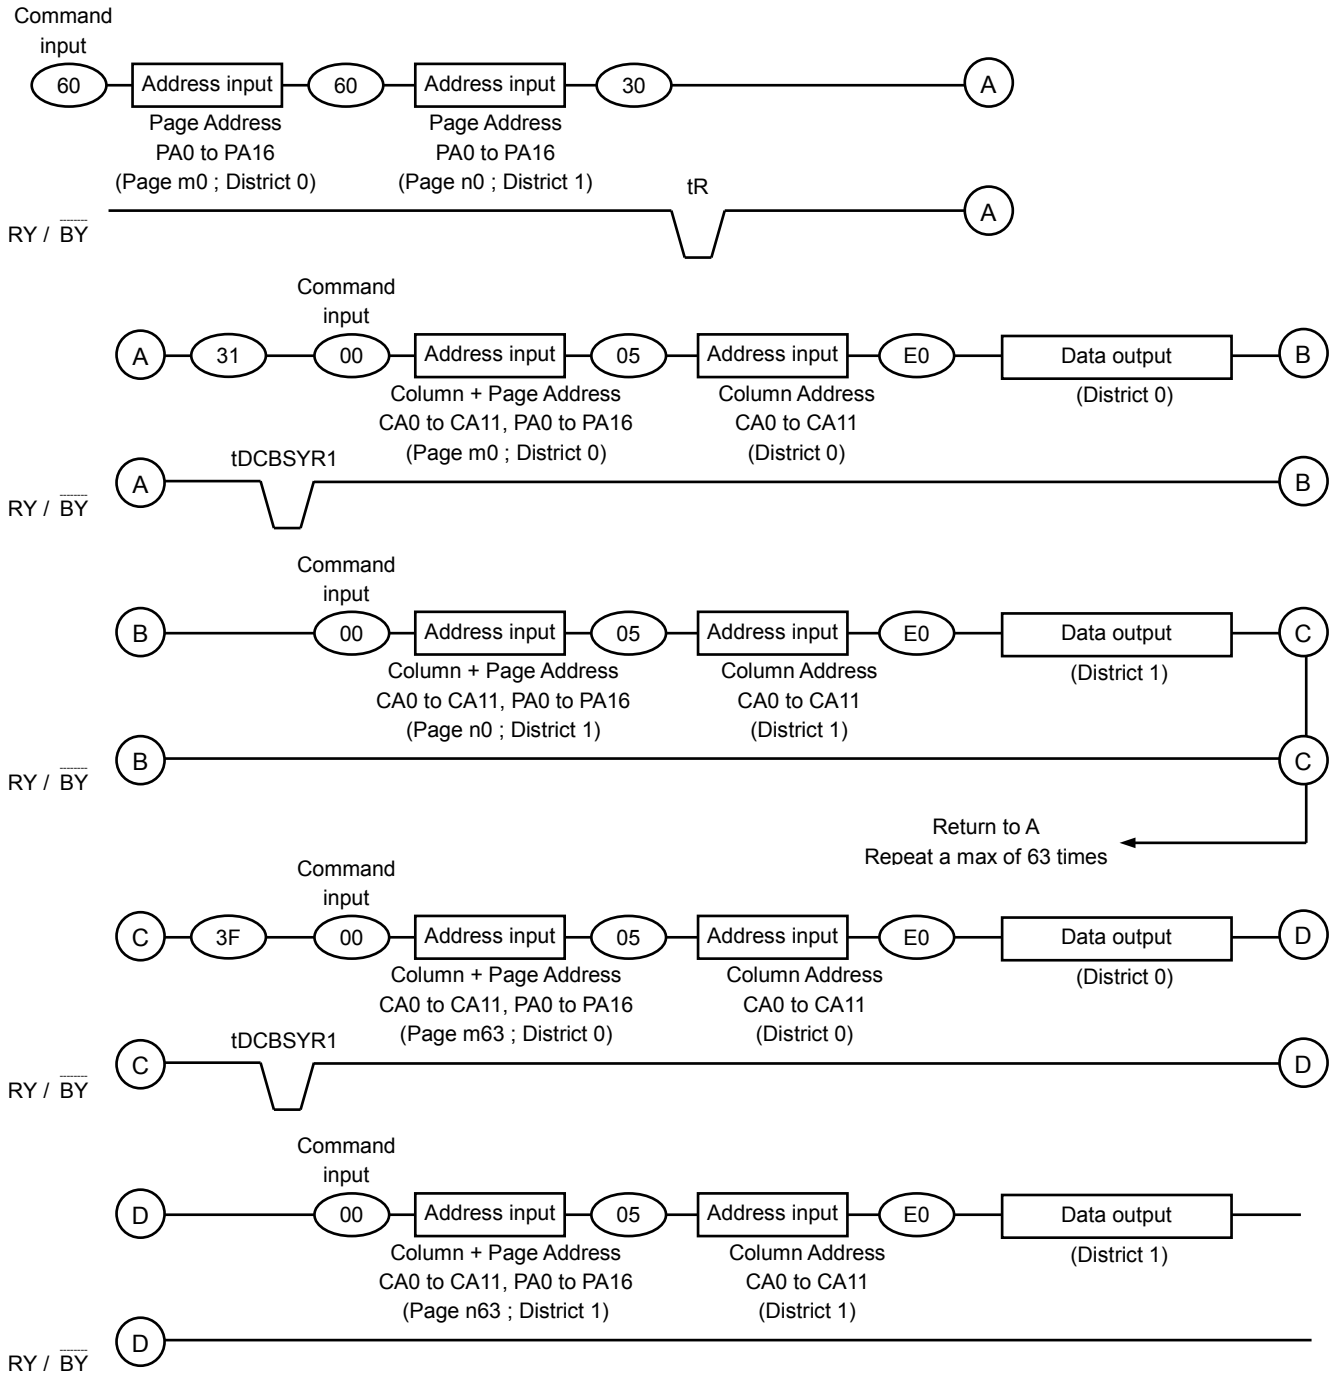 Command
input
60 Address input 60 Address input 30 A
Page Address Page Address
PA0 to PA16 PA0 to PA16
(Page m0 ; District 0) (Page n0 ; District 1)
tR
A
RY / BY
Command
input
A 31 00 Address input 05 Address input E0 Data output B
Column + Page Address Column Address (District 0)
CA0 to CA11, PA0 to PA16 CA0 to CA11
(Page m0 ; District 0) (District 0)
tDCBSYR1
A B
RY / BY
Command
input
B 00 Address input 05 Address input E0 Data output C
Column + Page Address Column Address (District 1)
CA0 to CA11, PA0 to PA16 CA0 to CA11
(Page n0 ; District 1) (District 1)
B C
RY / BY
Return to A
Repeat a max of 63 times
Command
input
C 3F 00 Address input 05 Address input E0 Data output D
Column + Page Address Column Address (District 0)
CA0 to CA11, PA0 to PA16 CA0 to CA11
(Page m63 ; District 0) (District 0)
tDCBSYR1
C D
RY / BY
Command
input
D 00 Address input 05 Address input E0 Data output
Column + Page Address Column Address (District 1)
CA0 to CA11, PA0 to PA16 CA0 to CA11
(Page n63 ; District 1) (District 1)
D
RY / BY